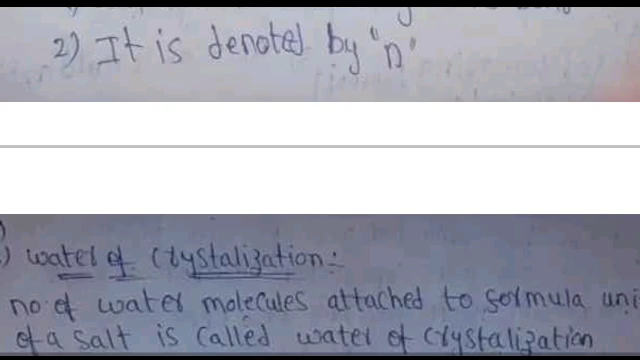 2) It is denoted by 'n'
) water of Crystalization :-
no of water molecules attached to formula uni
of a salt is called water of Crystalization